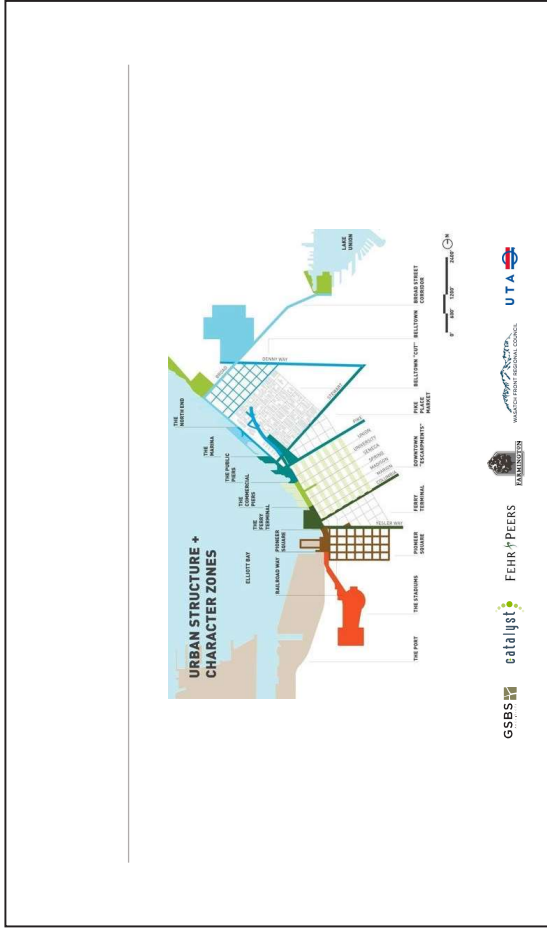 URBAN STRUCTURE +
CHARACTER ZONES
THE
NORTH END
THE MARINA
THE PUBLIC
PIERS
THE
COMMERCIAL
PIERS
THE
FERRY
TERMINAL
PIONEER
SQUARE
ELLIOTT BAY
RAILROAD WAY
LAKE
UNION
BROAD
DENNY WAY
STEWART
PIKE
UNION
UNIVERSITY
SENECA
SPRING
MADISON
MARION
COLUMBIA
YESLER WAY
THE PORT
THE STADIUMS
PIONEER
SQUARE
FERRY
TERMINAL
DOWNTOWN
"ESCARPMENTS"
PIKE
PLACE
MARKET
BELLTOWN "CUT"
BELLTOWN
BROAD STREET
CORRIDOR
0' 600' 1200' 2400' N
GSBS
catalyst
FEHR PEERS
FARMINGTON
WASATCH FRONT REGIONAL COUNCIL
UTA